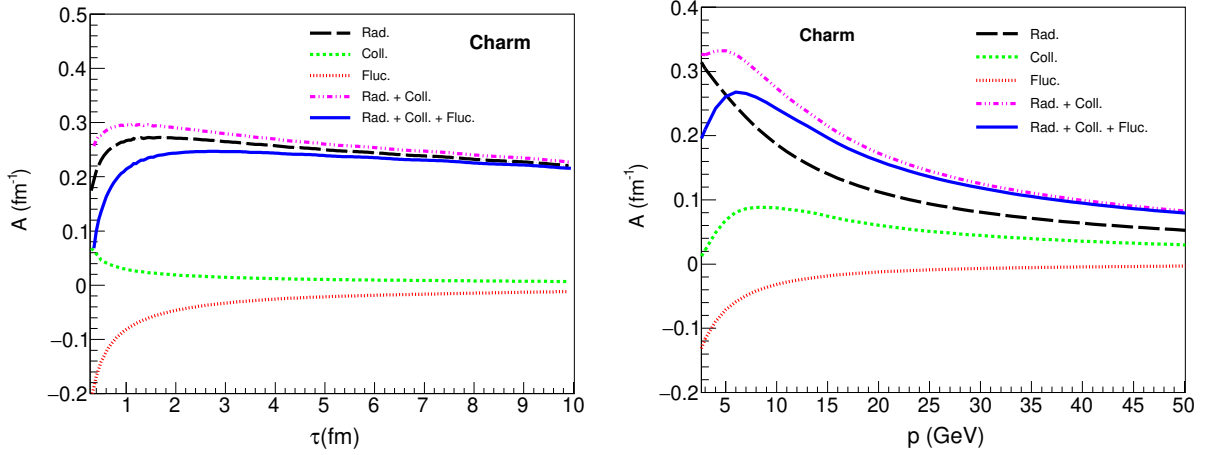 0.5
0.4
0.3
0.2
0.1
0
−0.1
−0.2
A (fm-1)
Rad.
Coll.
Fluc.
Rad. + Coll.
Rad. + Coll. + Fluc.
Charm
1 2 3 4 5 6 7 8 9 10
τ(fm)
0.4
0.3
0.2
0.1
0
−0.1
−0.2
A (fm-1)
Charm
Rad.
Coll.
Fluc.
Rad. + Coll.
Rad. + Coll. + Fluc.
5 10 15 20 25 30 35 40 45 50
p (GeV)